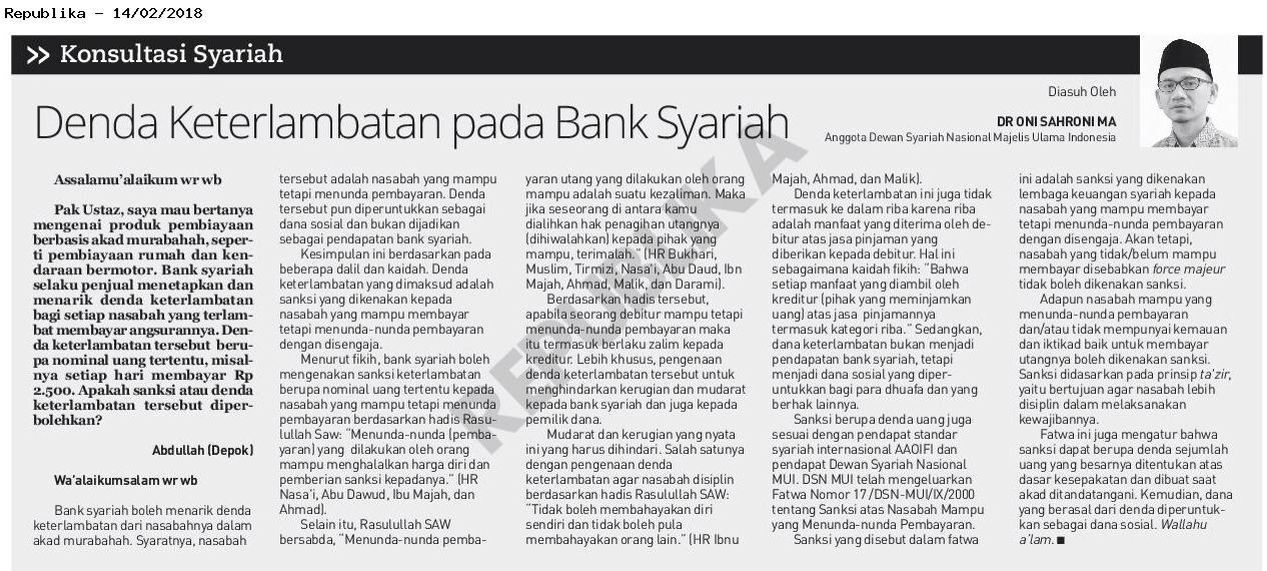 Republika - 14/02/2018
>> Konsultasi Syariah
Diasuh Oleh
DR ONI SAHRONI MA
Anggota Dewan Syariah Nasional Majelis Ulama Indonesia
Denda Keterlambatan pada Bank Syariah
Assalamu'alaikum wr wb
Pak Ustaz, saya mau bertanya
mengenai produk pembiayaan
berbasis akad murabahah, seper-
ti pembiayaan rumah dan ken-
daraan bermotor. Bank syariah
selaku penjual menetapkan dan
menarik denda keterlambatan
bagi setiap nasabah yang terlam-
bat membayar angsurannya. Den-
da keterlambatan tersebut beru-
pa nominal uang tertentu, misal-
nya setiap hari membayar Rp
2.500. Apakah sanksi atau denda
keterlambatan tersebut diper-
bolehkan?
Abdullah (Depok)
Wa'alaikumsalam wr wb
Bank syariah boleh menarik denda
keterlambatan dari nasabahnya dalam
akad murabahah. Syaratnya, nasabah
tersebut adalah nasabah yang mampu
tetapi menunda pembayaran. Denda
tersebut pun diperuntukkan sebagai
dana sosial dan bukan dijadikan
sebagai pendapatan bank syariah.
Kesimpulan ini berdasarkan pada
beberapa dalil dan kaidah. Denda
keterlambatan yang dimaksud adalah
sanksi yang dikenakan kepada
nasabah yang mampu membayar
tetapi menunda-nunda pembayaran
dengan disengaja.
Menurut fikih, bank syariah boleh
mengenakan sanksi keterlambatan
berupa nominal uang tertentu kepada
nasabah yang mampu tetapi menunda
pembayaran berdasarkan hadis Rasu-
lullah Saw: "Menunda-nunda (pemba-
yaran) yang dilakukan oleh orang
mampu menghalalkan harga diri dan
pemberian sanksi kepadanya." (HR
Nasa'i, Abu Dawud, Ibu Majah, dan
Ahmad).
Selain itu, Rasulullah SAW
bersabda, "Menunda-nunda pemba-
yaran utang yang dilakukan oleh orang
mampu adalah suatu kezaliman. Maka
jika seseorang di antara kamu
dialihkan hak penagihan utangnya
(dihiwalahkan) kepada pihak yang
mampu, terimalah." (HR Bukhari,
Muslim, Tirmizi, Nasa'i, Abu Daud, Ibn
Majah, Ahmad, Malik, dan Darami).
Berdasarkan hadis tersebut,
apabila seorang debitur mampu tetapi
menunda-nunda pembayaran maka
itu termasuk berlaku zalim kepada
kreditur. Lebih khusus, pengenaan
denda keterlambatan tersebut untuk
menghindarkan kerugian dan mudarat
kepada bank syariah dan juga kepada
pemilik dana.
Mudarat dan kerugian yang nyata
ini yang harus dihindari. Salah satunya
dengan pengenaan denda
keterlambatan agar nasabah disiplin
berdasarkan hadis Rasulullah SAW:
"Tidak boleh membahayakan diri
sendiri dan tidak boleh pula
membahayakan orang lain." (HR Ibnu
Majah, Ahmad, dan Malik).
Denda keterlambatan ini juga tidak
termasuk ke dalam riba karena riba
adalah manfaat yang diterima oleh de-
bitur atas jasa pinjaman yang
diberikan kepada debitur. Hal ini
sebagaimana kaidah fikih: "Bahwa
setiap manfaat yang diambil oleh
kreditur (pihak yang meminjamkan
uang) atas jasa pinjamannya
termasuk kategori riba." Sedangkan,
dana keterlambatan bukan menjadi
pendapatan bank syariah, tetapi
menjadi dana sosial yang diper-
untukkan bagi para dhuafa dan yang
berhak lainnya.
Sanksi berupa denda uang juga
sesuai dengan pendapat standar
syariah internasional AAOIFI dan
pendapat Dewan Syariah Nasional
MUI. DSN MUI telah mengeluarkan
Fatwa Nomor 17/DSN-MUI/IX/2000
tentang Sanksi atas Nasabah Mampu
yang Menunda-nunda Pembayaran.
Sanksi yang disebut dalam fatwa
ini adalah sanksi yang dikenakan
lembaga keuangan syariah kepada
nasabah yang mampu membayar
tetapi menunda-nunda pembayaran
dengan disengaja. Akan tetapi,
nasabah yang tidak/belum mampu
membayar disebabkan force majeur
tidak boleh dikenakan sanksi.
Adapun nasabah mampu yang
menunda-nunda pembayaran
dan/atau tidak mempunyai kemauan
dan iktikad baik untuk membayar
utangnya boleh dikenakan sanksi.
Sanksi didasarkan pada prinsip ta'zir,
yaitu bertujuan agar nasabah lebih
disiplin dalam melaksanakan
kewajibannya.
Fatwa ini juga mengatur bahwa
sanksi dapat berupa denda sejumlah
uang yang besarnya ditentukan atas
dasar kesepakatan dan dibuat saat
akad ditandatangani. Kemudian, dana
yang berasal dari denda diperuntuk-
kan sebagai dana sosial. Wallahu
a'lam. ■
REPUBLIKA